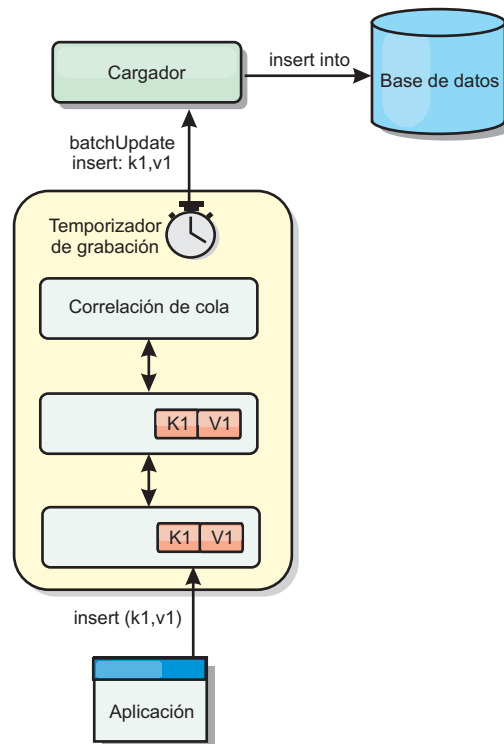 Cargador
insert into
Base de datos
batchUpdate
insert: k1,v1
Temporizador
de grabación
Correlación de cola
K1 V1
K1 V1
insert (k1,v1)
Aplicación